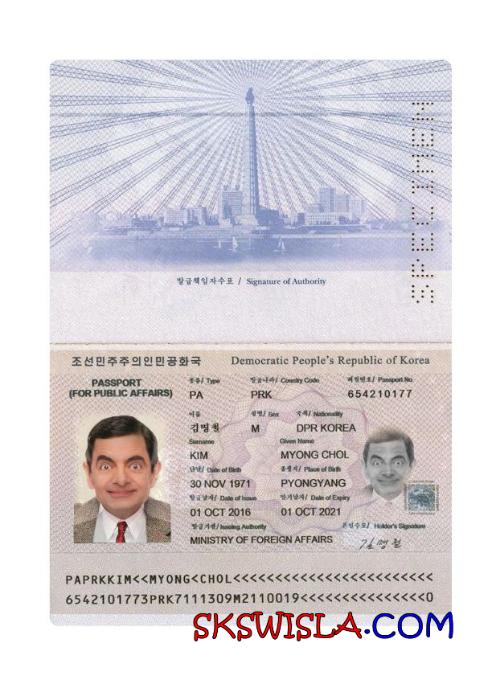 SPECIMEN
발급책임자수표 / Signature of Authority
조선민주주의인민공화국 Democratic People's Republic of Korea
PASSPORT
(FOR PUBLIC AFFAIRS)
종류/ Type 발급나라/ Country Code 려권번호/ Passport No.
PA PRK 654210177
이름 성별/ Sex 국적/ Nationality
김명철 M DPR KOREA
Surname Given Name
KIM MYONG CHOL
난날/ Date of Birth 출생지/ Place of Birth
30 NOV 1971 PYONGYANG
발급날자/ Date of Issue 만기날자/ Date of Expiry
01 OCT 2016 01 OCT 2021
발급기관/ Issuing Authority 본인수표/ Holder's Signature
MINISTRY OF FOREIGN AFFAIRS 김명철
PAPRKKIM<<MYONG<CHOL<<<<<<<<<<<<<<<<<<<<<<<<
6542101773PRK7111309M2110019<<<<<<<<<<<<<<<0
SKSWISLA.COM